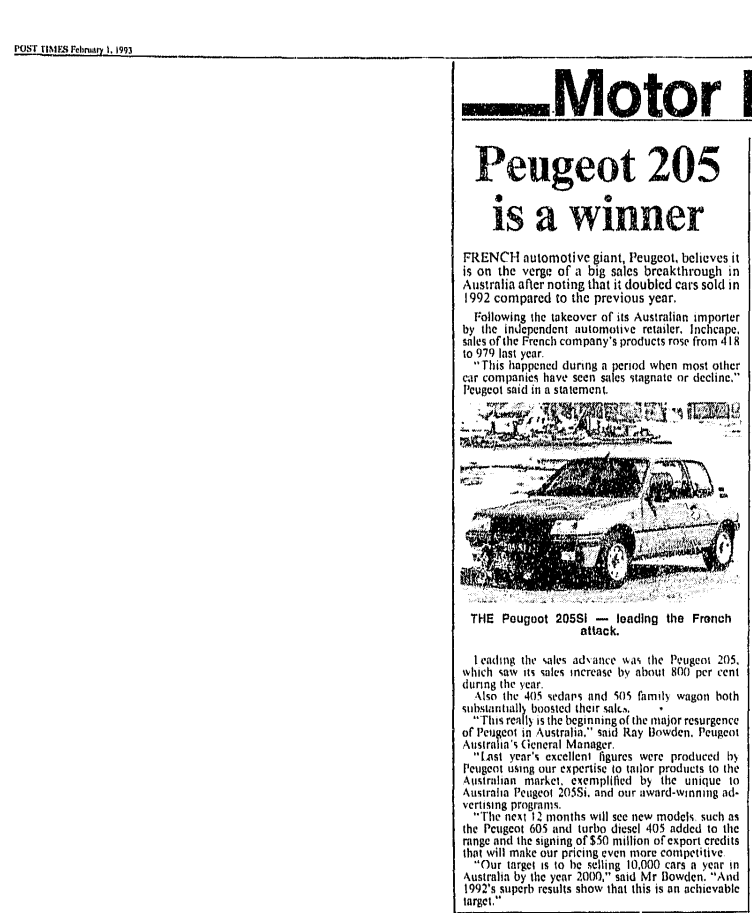 POST TIMES February 1, 1993
Motor
Peugeot 205
is a winner
FRENCH automotive giant, Peugeot, believes it
is on the verge of a big sales breakthrough in
Australia after noting that it doubled cars sold in
1992 compared to the previous year.
Following the takeover of its Australian importer
by the independent automotive retailer, Inchcape,
sales of the French company's products rose from 418
to 979 last year.
"This happened during a period when most other
car companies have seen sales stagnate or decline,"
Peugeot said in a statement.
THE Peugeot 205Si — leading the French
attack.
Leading the sales advance was the Peugeot 205,
which saw its sales increase by about 800 per cent
during the year.
Also the 405 sedans and 505 family wagon both
substantially boosted their sales.
"This really is the beginning of the major resurgence
of Peugeot in Australia," said Ray Bowden, Peugeot
Australia's General Manager.
"Last year's excellent figures were produced by
Peugeot using our expertise to tailor products to the
Australian market, exemplified by the unique to
Australia Peugeot 205Si, and our award-winning ad-
vertising programs.
"The next 12 months will see new models such as
the Peugeot 605 and turbo diesel 405 added to the
range and the signing of $50 million of export credits
that will make our pricing even more competitive.
"Our target is to be selling 10,000 cars a year in
Australia by the year 2000," said Mr Bowden. "And
1992's superb results show that this is an achievable
target."